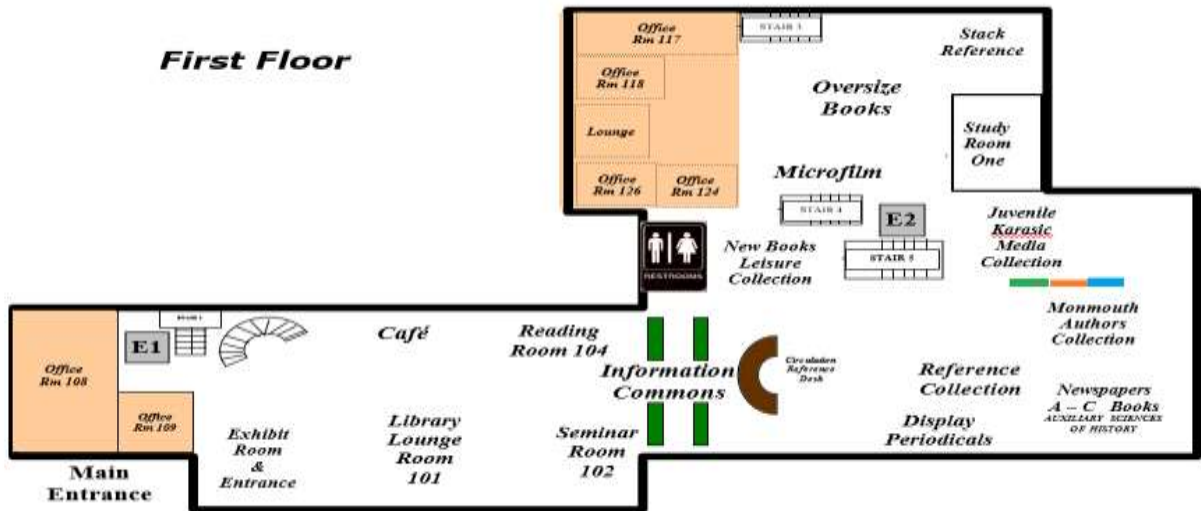 First Floor
Office
Rm 117
STAIR 3
Stack
Reference
Office
Rm 118
Oversize
Books
Lounge
Study
Room
One
Office
Rm 126
Office
Rm 124
Microfilm
STAIR 4
E2
Juvenile
Karasic
Media
Collection
RESTROOMS
New Books
Leisure
Collection
STAIR 5
Monmouth
Authors
Collection
E1
Café
Reading
Room 104
Office
Rm 108
Information
Commons
Circulation
Reference
Desk
Reference
Collection
Newspapers
A – C Books
AUXILIARY SCIENCES
OF HISTORY
Office
Rm 109
Exhibit
Room
&
Entrance
Library
Lounge
Room
101
Seminar
Room
102
Display
Periodicals
Main
Entrance